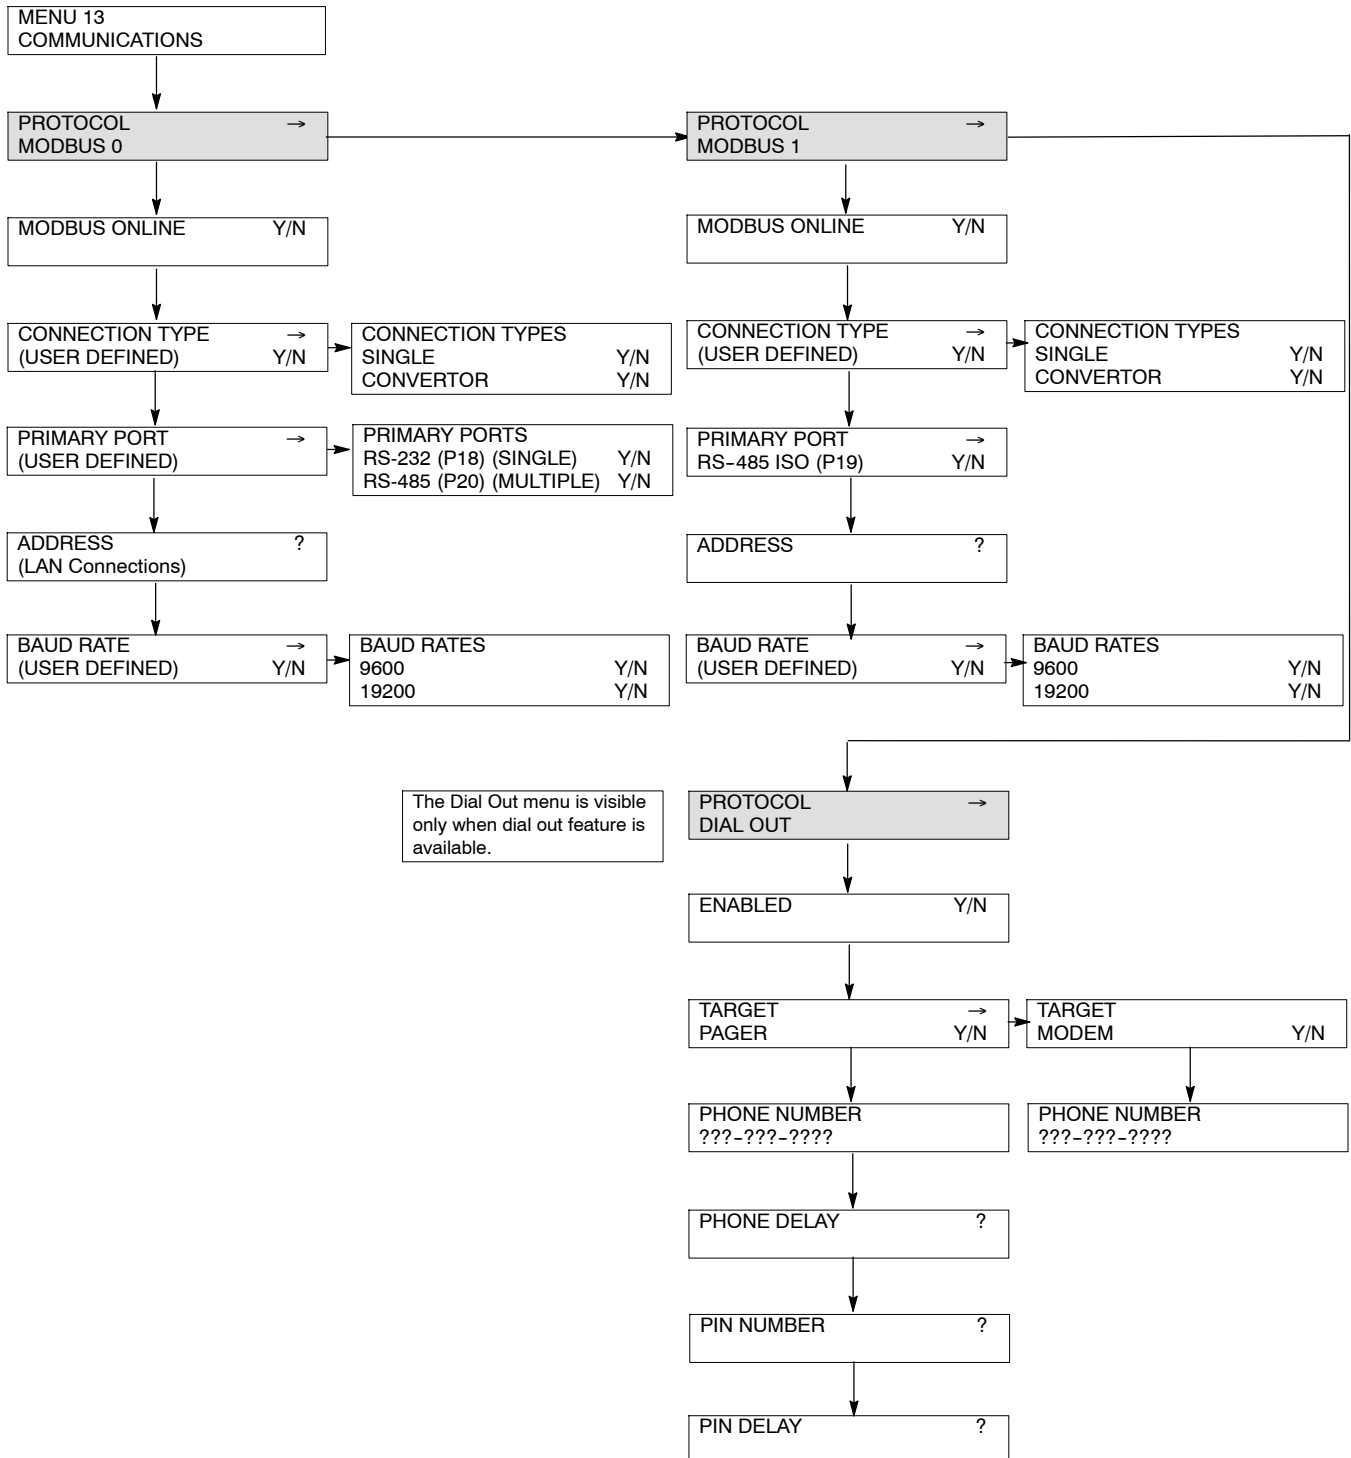 MENU 13
COMMUNICATIONS
PROTOCOL →
MODBUS 0
MODBUS ONLINE Y/N
CONNECTION TYPE →
(USER DEFINED) Y/N
CONNECTION TYPES
SINGLE Y/N
CONVERTOR Y/N
PRIMARY PORT →
(USER DEFINED)
PRIMARY PORTS
RS-232 (P18) (SINGLE) Y/N
RS-485 (P20) (MULTIPLE) Y/N
ADDRESS ?
(LAN Connections)
BAUD RATE →
(USER DEFINED) Y/N
BAUD RATES
9600 Y/N
19200 Y/N
PROTOCOL →
MODBUS 1
MODBUS ONLINE Y/N
CONNECTION TYPE →
(USER DEFINED) Y/N
CONNECTION TYPES
SINGLE Y/N
CONVERTOR Y/N
PRIMARY PORT →
RS-485 ISO (P19) Y/N
ADDRESS ?
BAUD RATE →
(USER DEFINED) Y/N
BAUD RATES
9600 Y/N
19200 Y/N
The Dial Out menu is visible
only when dial out feature is
available.
PROTOCOL →
DIAL OUT
ENABLED Y/N
TARGET →
PAGER Y/N
TARGET
MODEM Y/N
PHONE NUMBER
???-???-????
PHONE NUMBER
???-???-????
PHONE DELAY ?
PIN NUMBER ?
PIN DELAY ?